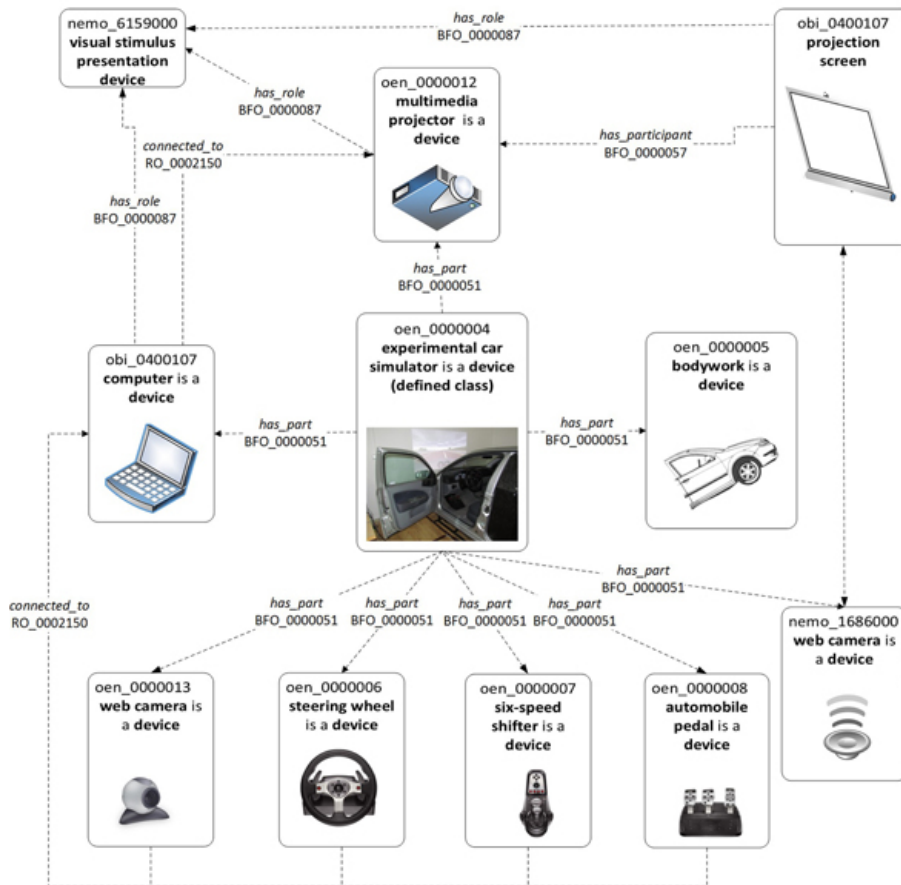 nemo_6159000
visual stimulus
presentation
device
has_role
BFO_0000087
obi_0400107
projection
screen
has_role
BFO_0000087
oen_0000012
multimedia
projector is a
device
has_participant
BFO_0000057
connected_to
RO_0002150
has_role
BFO_0000087
has_part
BFO_0000051
obi_0400107
computer is a
device
oen_0000004
experimental car
simulator is a device
(defined class)
oen_0000005
bodywork is a
device
has_part
BFO_0000051
has_part
BFO_0000051
connected_to
RO_0002150
has_part
BFO_0000051
has_part
BFO_0000051
has_part
BFO_0000051
has_part
BFO_0000051
has_part
BFO_0000051
nemo_1686000
web camera is
a device
oen_0000013
web camera is
a device
oen_0000006
steering wheel
is a device
oen_0000007
six-speed
shifter is a
device
oen_0000008
automobile
pedal is a
device